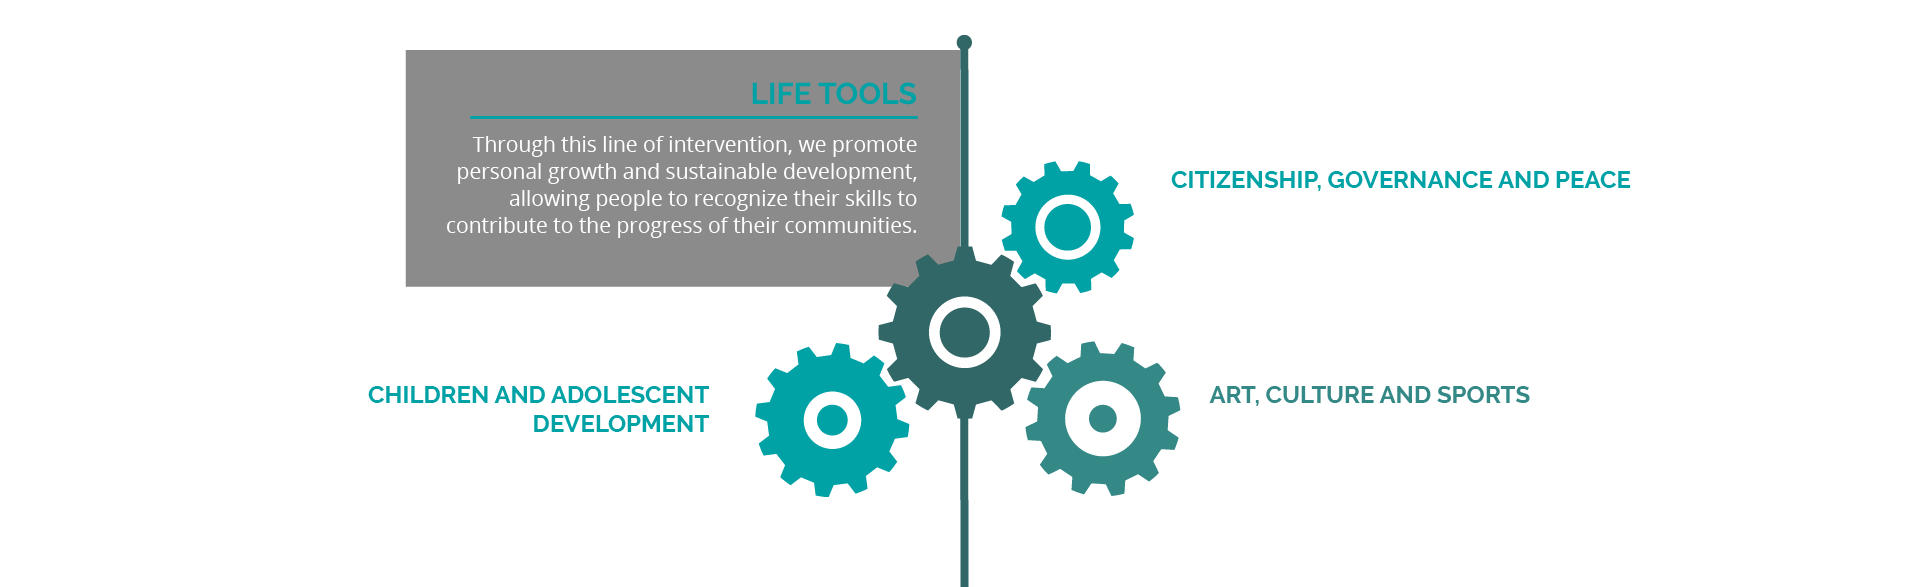 LIFE TOOLS
Through this line of intervention, we promote
personal growth and sustainable development,
allowing people to recognize their skills to
contribute to the progress of their communities.
CITIZENSHIP, GOVERNANCE AND PEACE
CHILDREN AND ADOLESCENT
DEVELOPMENT
ART, CULTURE AND SPORTS